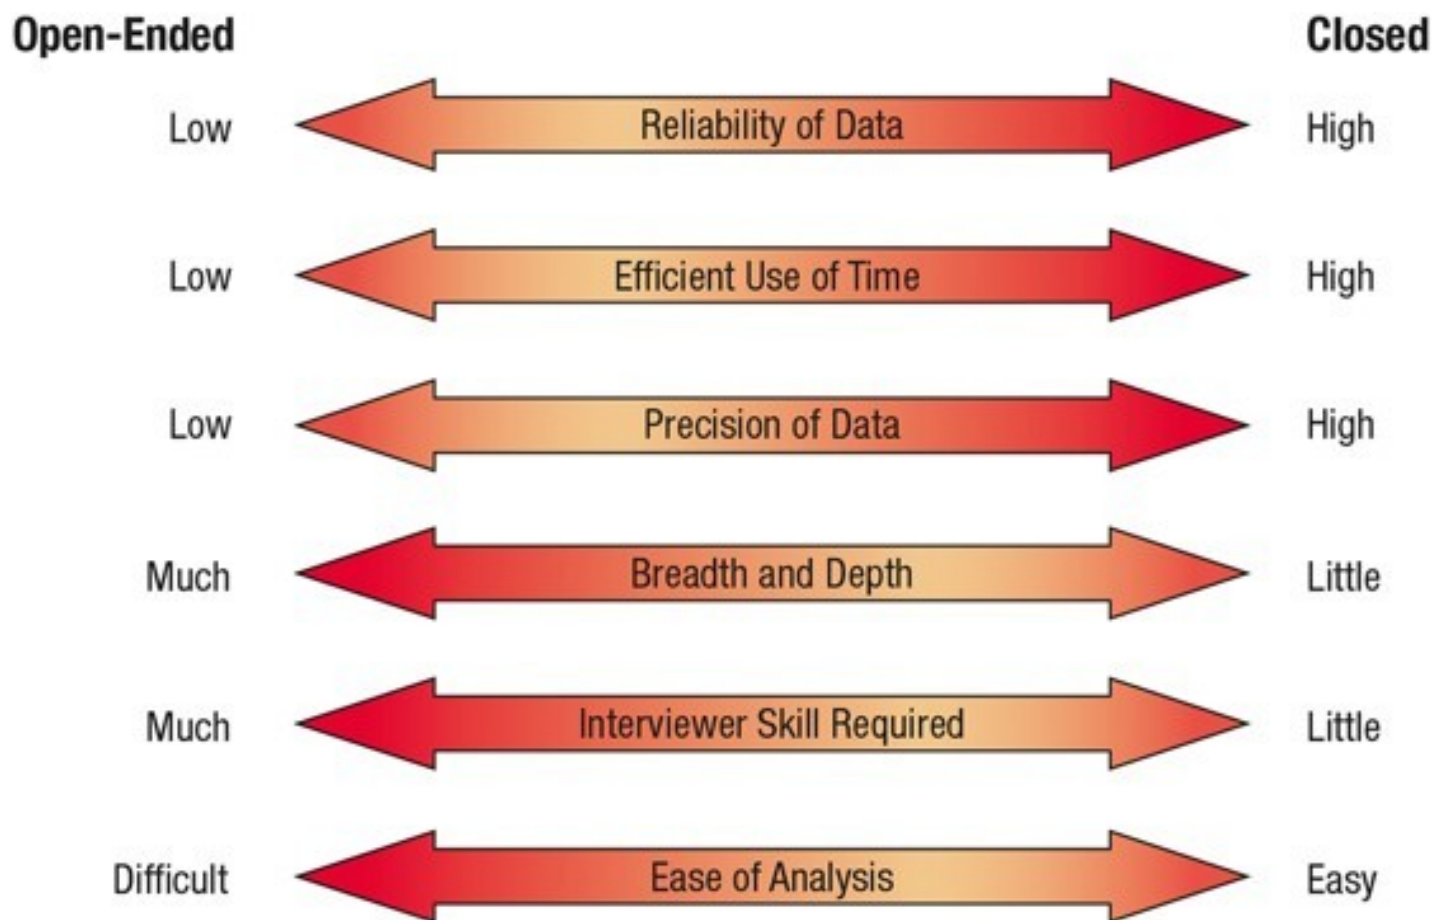 Open-Ended Closed
Low Reliability of Data High
Low Efficient Use of Time High
Low Precision of Data High
Much Breadth and Depth Little
Much Interviewer Skill Required Little
Difficult Ease of Analysis Easy